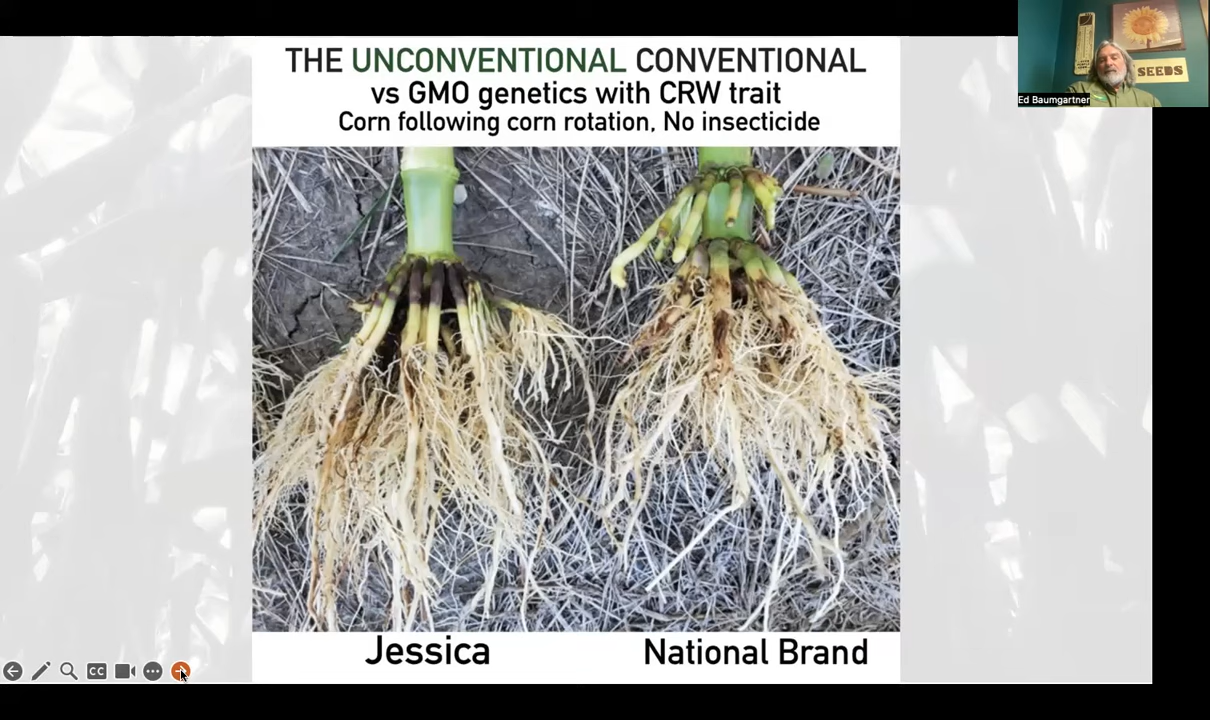 THE UNCONVENTIONAL CONVENTIONAL
vs GMO genetics with CRW trait
Corn following corn rotation, No insecticide
SEEDS
Ed Baumgartner
Jessica
National Brand
CC